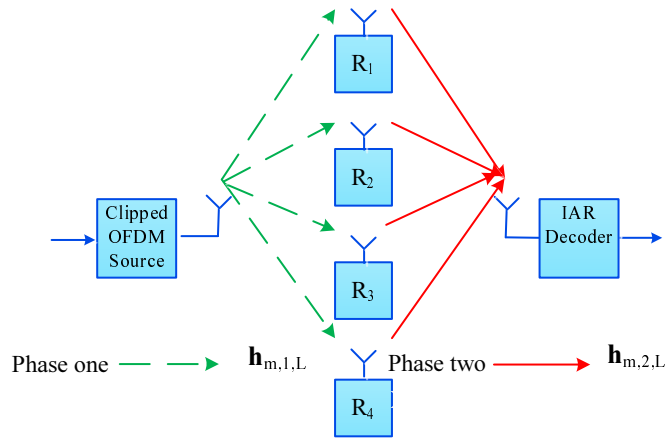 R1
R2
Clipped
OFDM
Source
IAR
Decoder
R3
Phase one
hm,1,L
Phase two
hm,2,L
R4